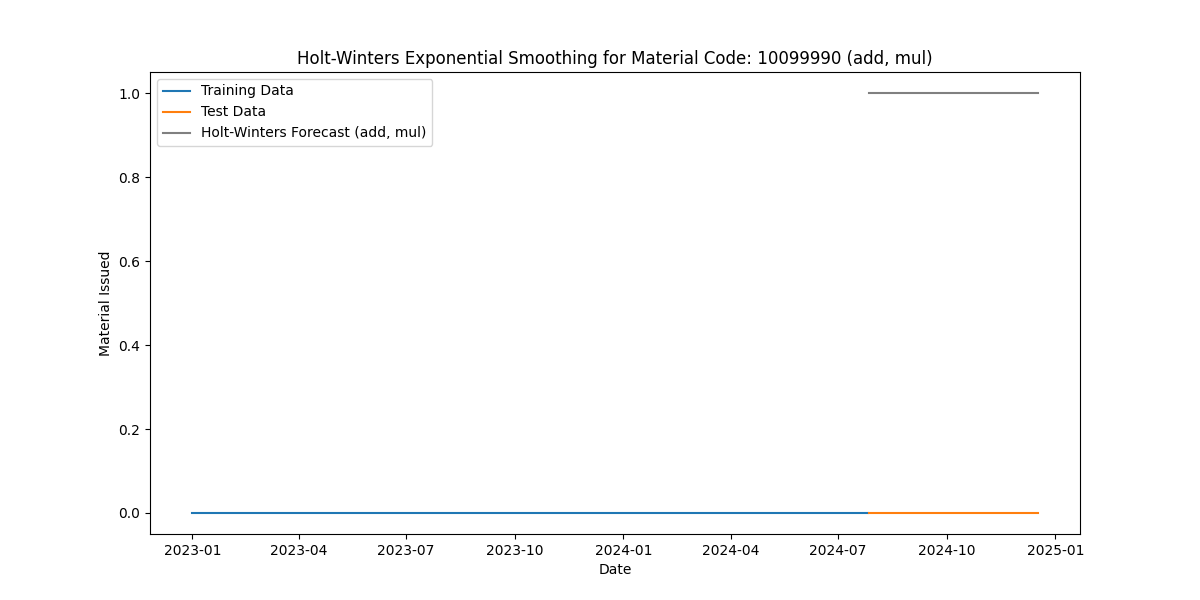 Holt-Winters Exponential Smoothing for Material Code: 10099990 (add, mul)
Training Data
Test Data
Holt-Winters Forecast (add, mul)
1.0
0.8
0.6
0.4
0.2
0.0
Material Issued
2023-01 2023-04 2023-07 2023-10 2024-01 2024-04 2024-07 2024-10 2025-01
Date